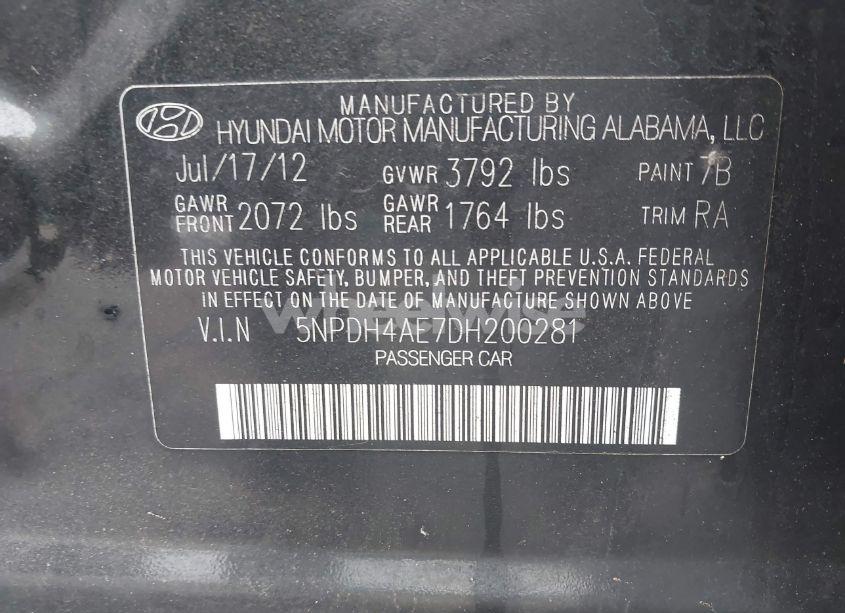 MANUFACTURED BY
HYUNDAI MOTOR MANUFACTURING ALABAMA, LLC
Jul/17/12 GVWR 3792 lbs PAINT 7B
GAWR FRONT 2072 lbs GAWR REAR 1764 lbs TRIM RA
THIS VEHICLE CONFORMS TO ALL APPLICABLE U.S.A. FEDERAL
MOTOR VEHICLE SAFETY, BUMPER, AND THEFT PREVENTION STANDARDS
IN EFFECT ON THE DATE OF MANUFACTURE SHOWN ABOVE
wheelwise
V.I.N 5NPDH4AE7DH200281
PASSENGER CAR